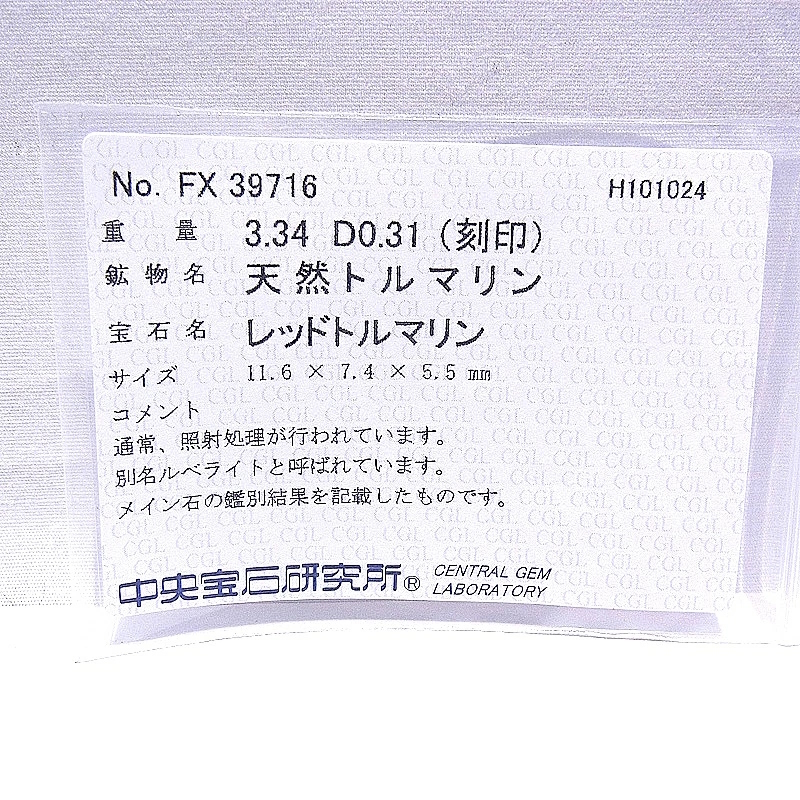 No. FX 39716 H101024
重量 3.34 D0.31 (刻印)
鉱物名 天然トルマリン
宝石名 レッドトルマリン
サイズ 11.6 × 7.4 × 5.5 ㎜
コメント
通常、照射処理が行われています。
別名ルベライトと呼ばれています。
メイン石の鑑別結果を記載したものです。
中央宝石研究所® CENTRAL GEM
LABORATORY